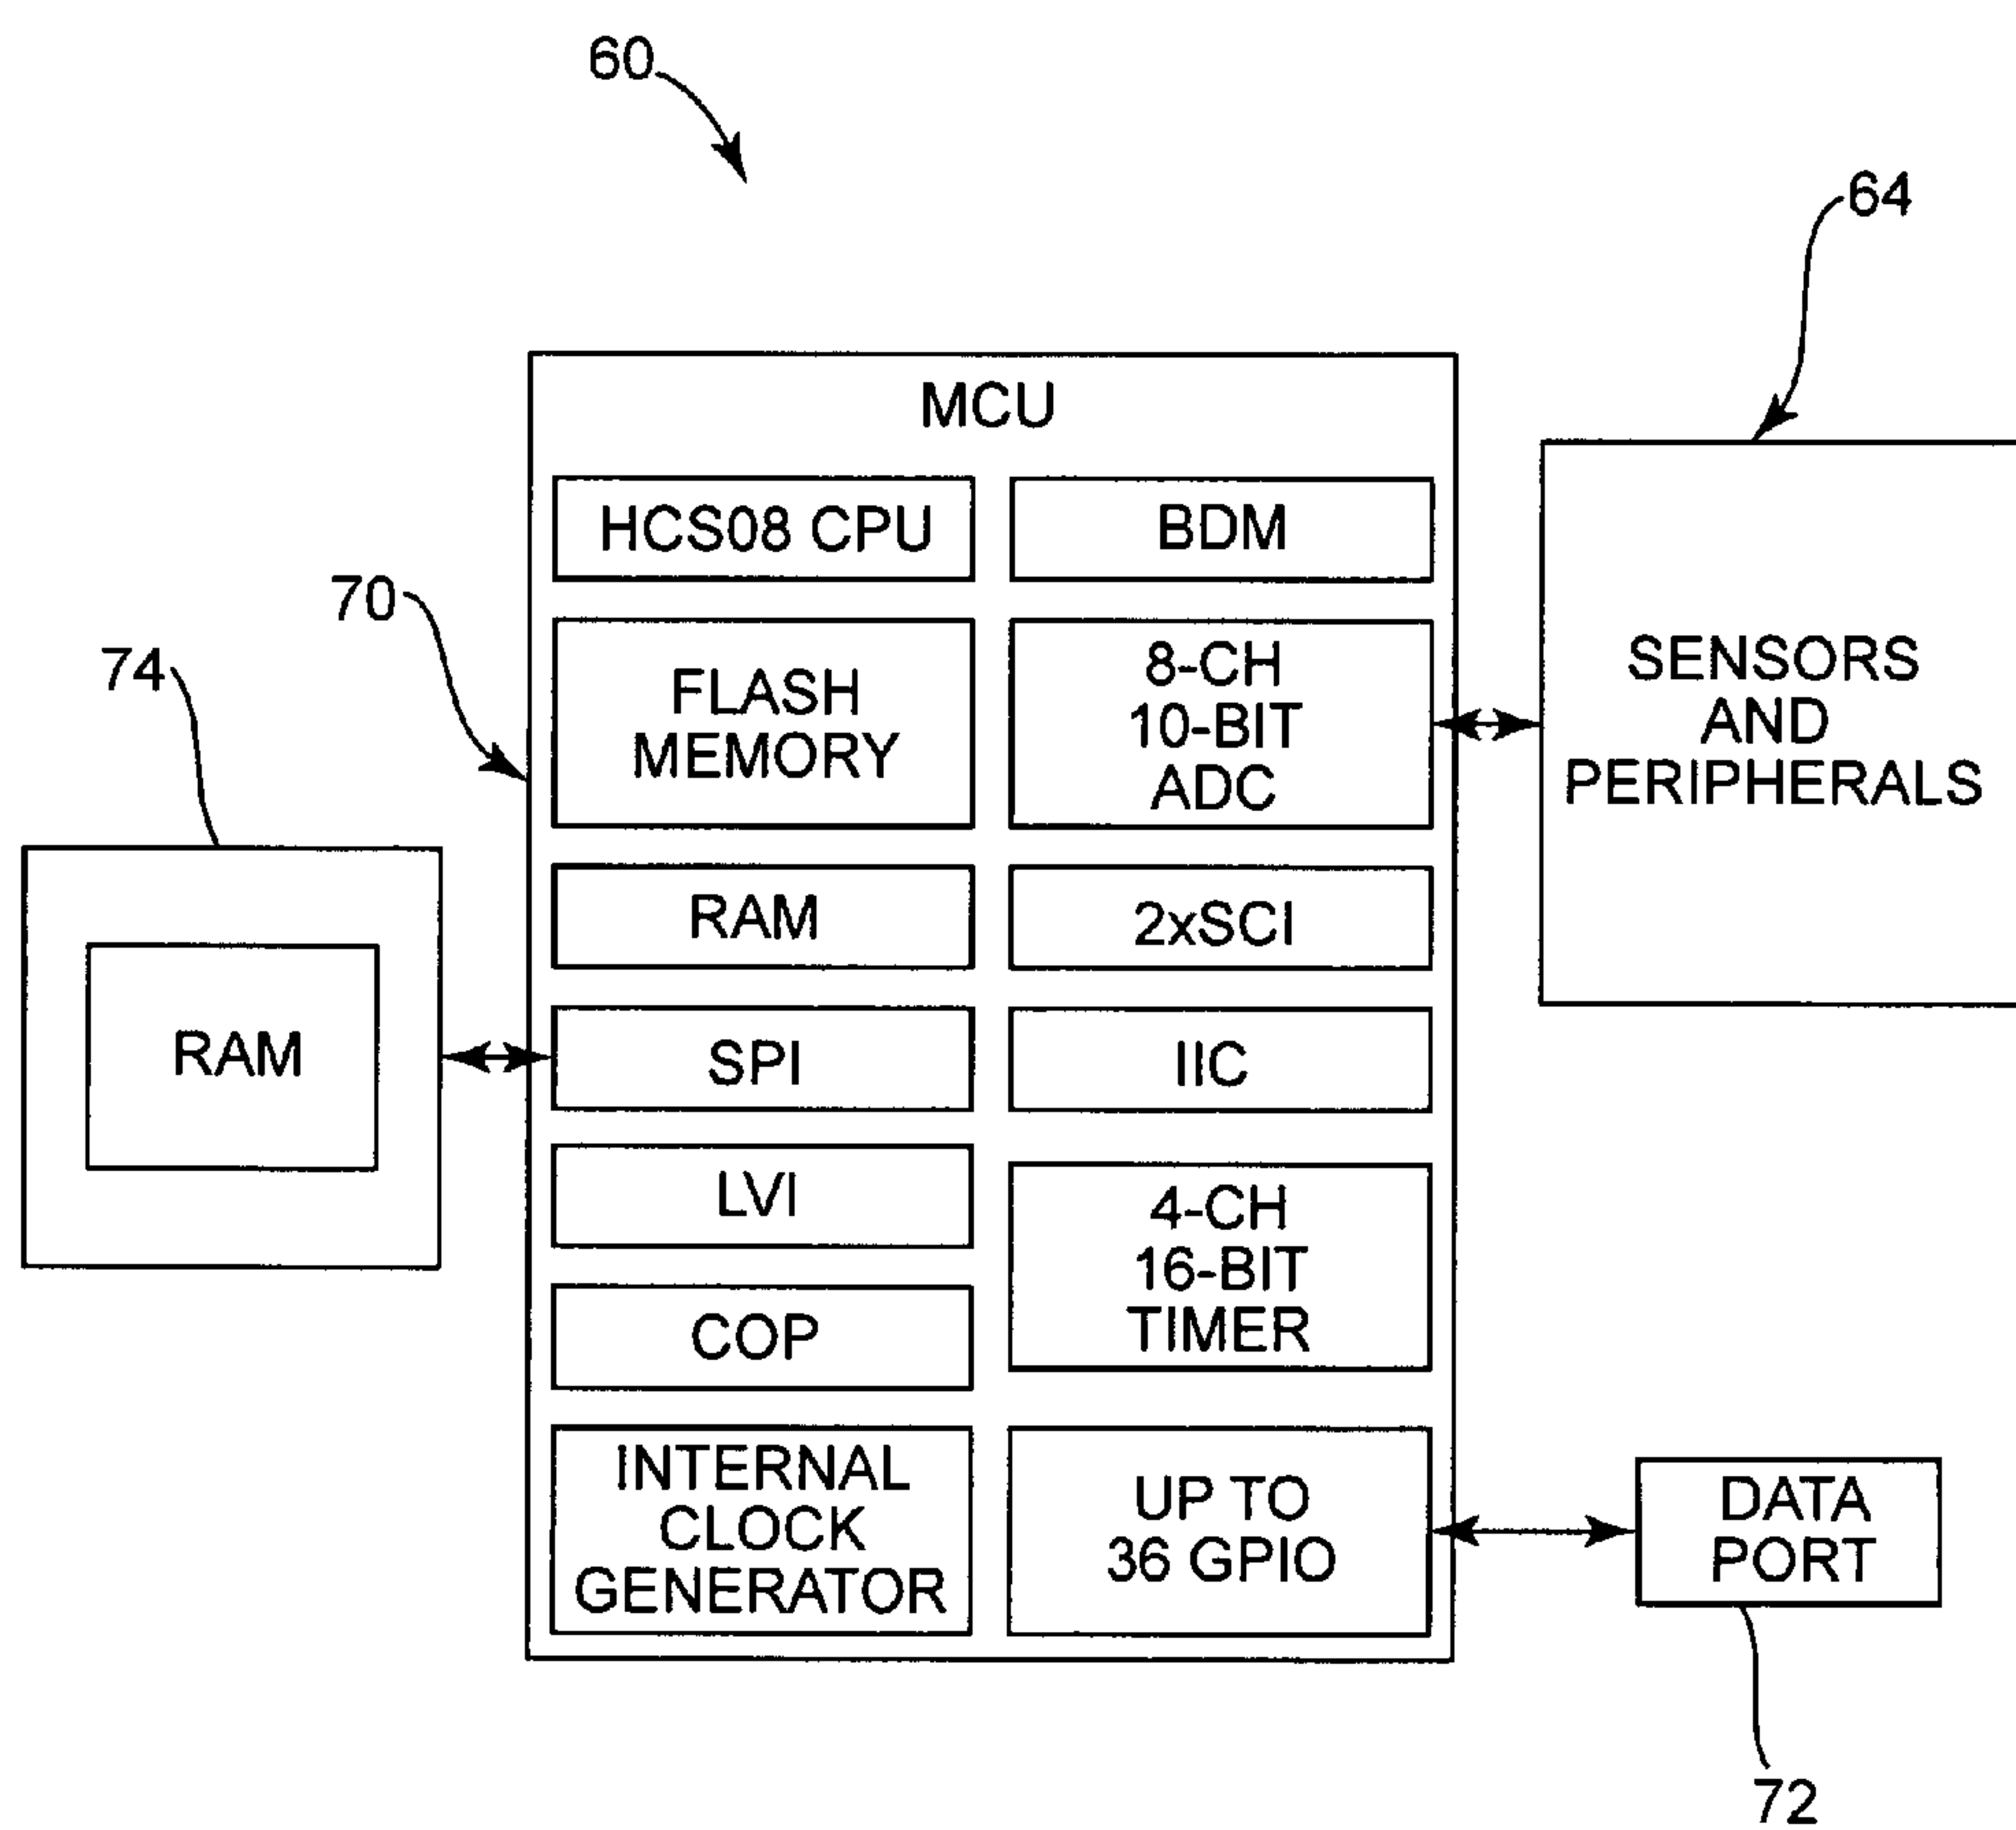 60
64
MCU
HCS08 CPU
BDM
70
74
FLASH
MEMORY
8-CH
10-BIT
ADC
SENSORS
AND
PERIPHERALS
RAM
2xSCI
RAM
SPI
IIC
LVI
4-CH
16-BIT
TIMER
COP
INTERNAL
CLOCK
GENERATOR
UP TO
36 GPIO
DATA
PORT
72